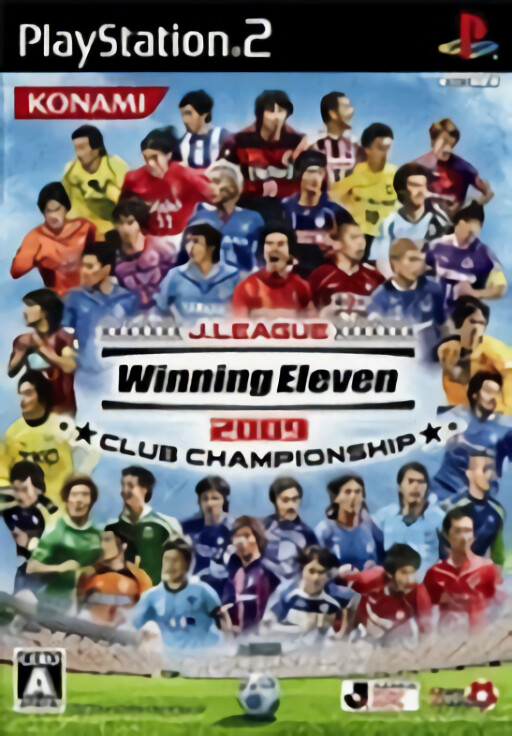 PlayStation.2
KONAMI
J.LEAGUE
Winning Eleven
2009
★CLUB CHAMPIONSHIP★
A